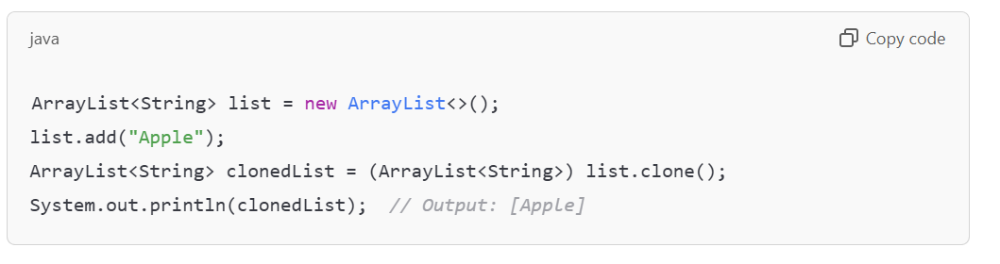 java
Copy code
ArrayList<String> list = new ArrayList<>();
list.add("Apple");
ArrayList<String> clonedList = (ArrayList<String>) list.clone();
System.out.println(clonedList);  // Output: [Apple]